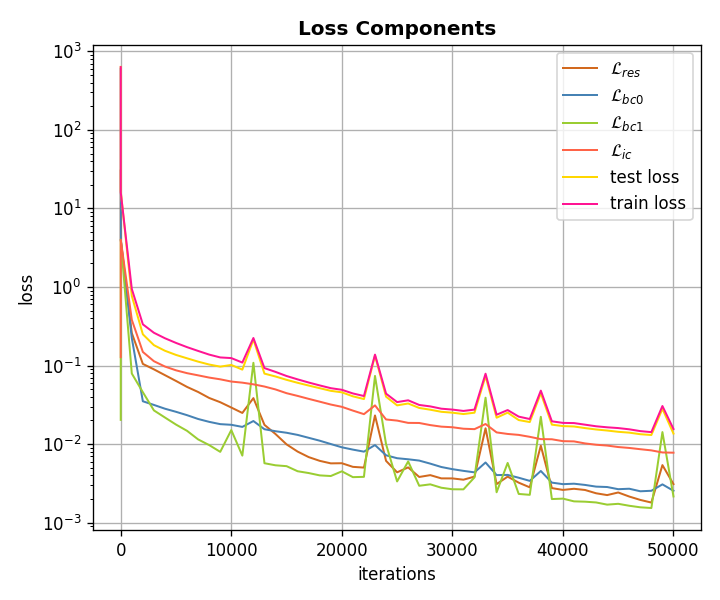 Loss Components
10³
10²
10¹
10⁰
10⁻¹
10⁻²
10⁻³
loss
0
10000
20000
30000
40000
50000
iterations
ℒ_res
ℒ_bc0
ℒ_bc1
ℒ_ic
test loss
train loss